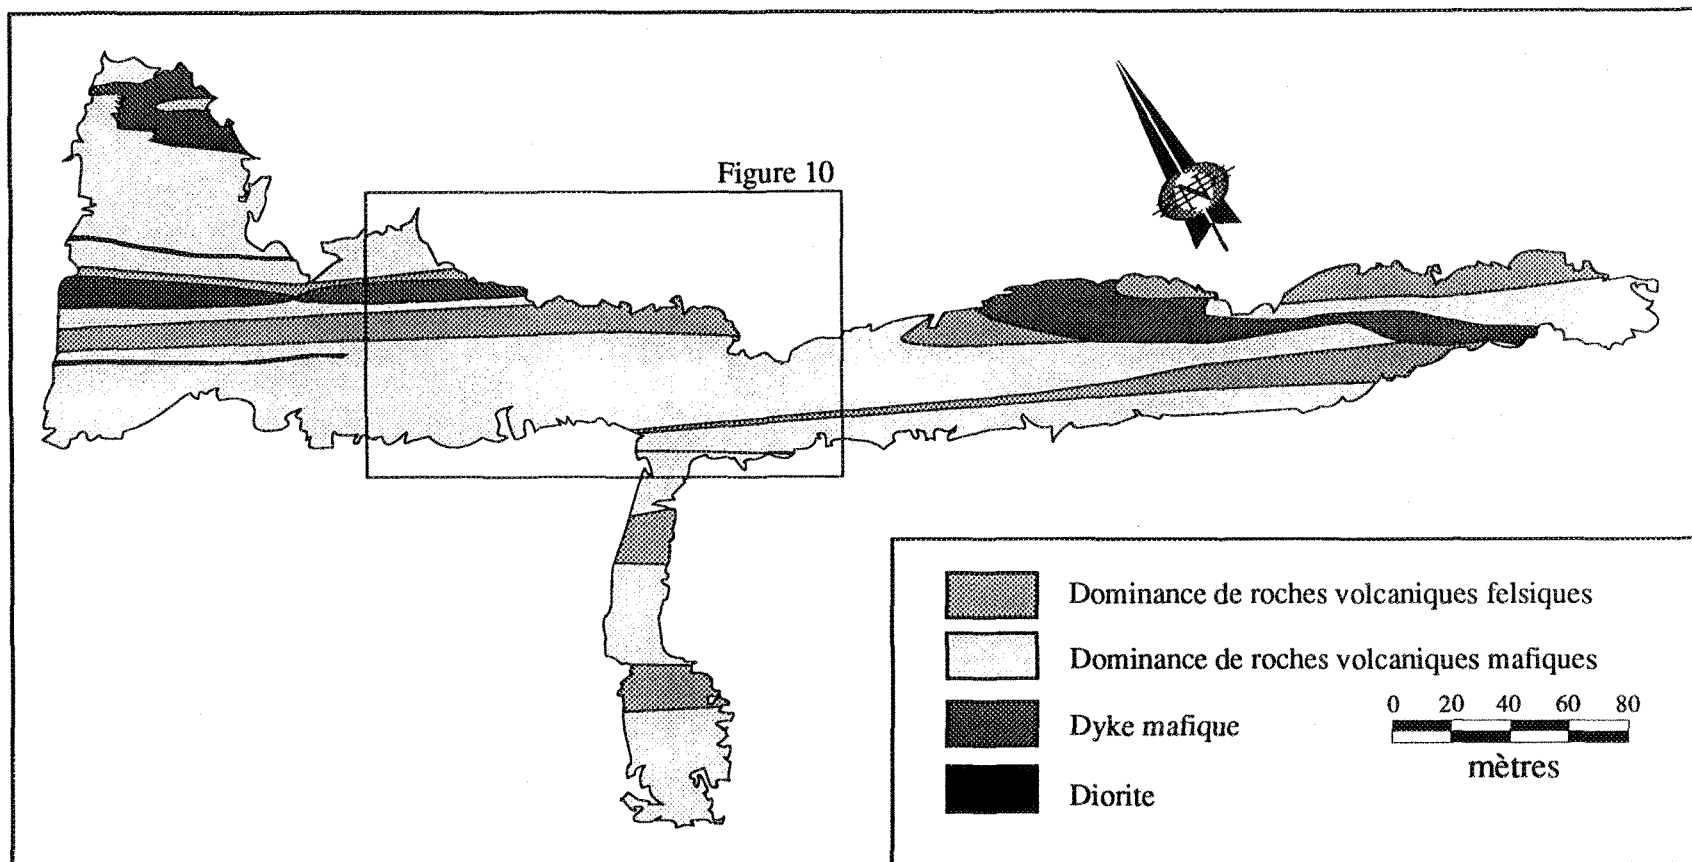 Figure 10
N
Dominance de roches volcaniques felsiques
Dominance de roches volcaniques mafiques
Dyke mafique
Diorite
0 20 40 60 80
mètres